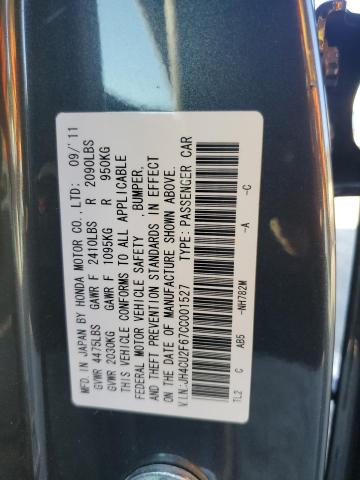 MFD. IN JAPAN BY HONDA MOTOR CO., LTD: 09/'11
GVWR 4475LBS GAWR F 2410LBS R 2090LBS
GVWR 2030KG GAWR F 1095KG R 950KG
THIS VEHICLE CONFORMS TO ALL APPLICABLE
FEDERAL MOTOR VEHICLE SAFETY , BUMPER,
AND THEFT PREVENTION STANDARDS IN EFFECT
ON THE DATE OF MANUFACTURE SHOWN ABOVE.
V.I.N:JH4CU2F67CC001527 TYPE: PASSENGER CAR
TL2 C AB5 -NH782M -A -C